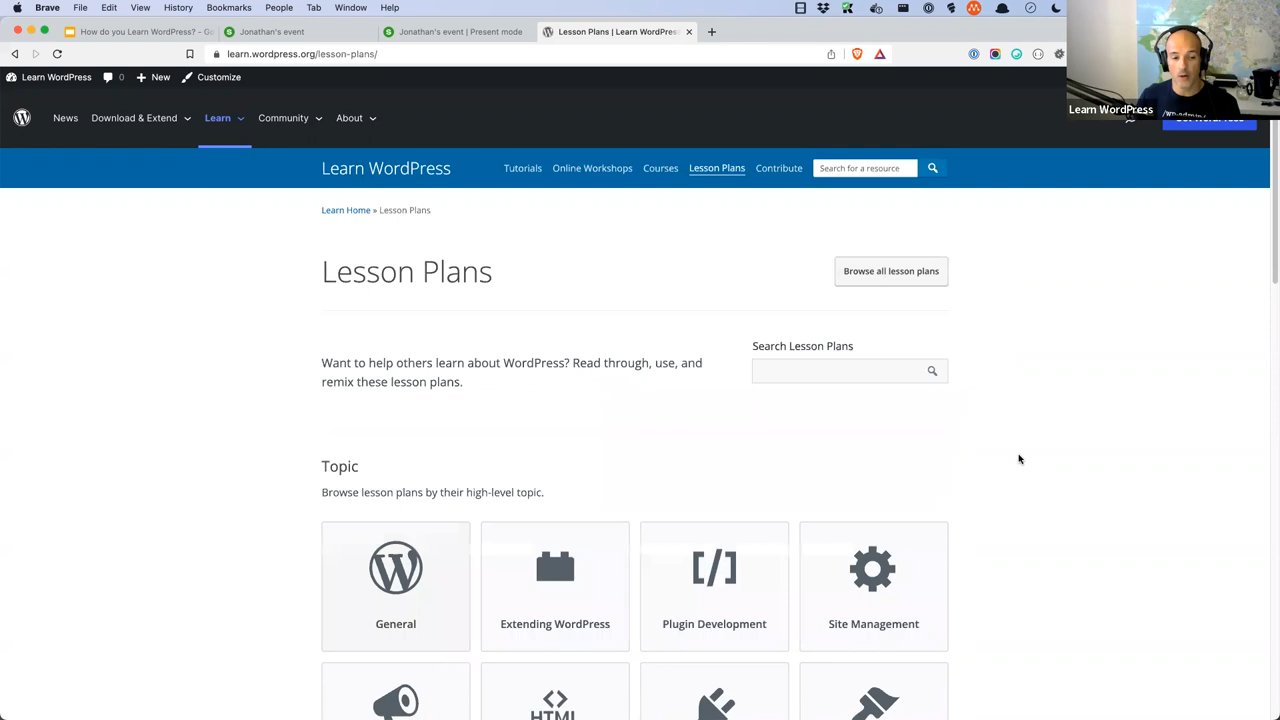 Brave File Edit View History Bookmarks People Tab Window Help
How do you Learn WordPress? - Go
Jonathan's event
Jonathan's event | Present mode
Lesson Plans | Learn WordPress
learn.wordpress.org/lesson-plans/
Learn WordPress 0 New Customize
News Download & Extend Learn Community About
Learn WordPress
Learn WordPress Tutorials Online Workshops Courses Lesson Plans Contribute Search for a resource
Learn Home » Lesson Plans
Lesson Plans
Browse all lesson plans
Search Lesson Plans
Want to help others learn about WordPress? Read through, use, and
remix these lesson plans.
Topic
Browse lesson plans by their high-level topic.
General
Extending WordPress
Plugin Development
Site Management
HTML